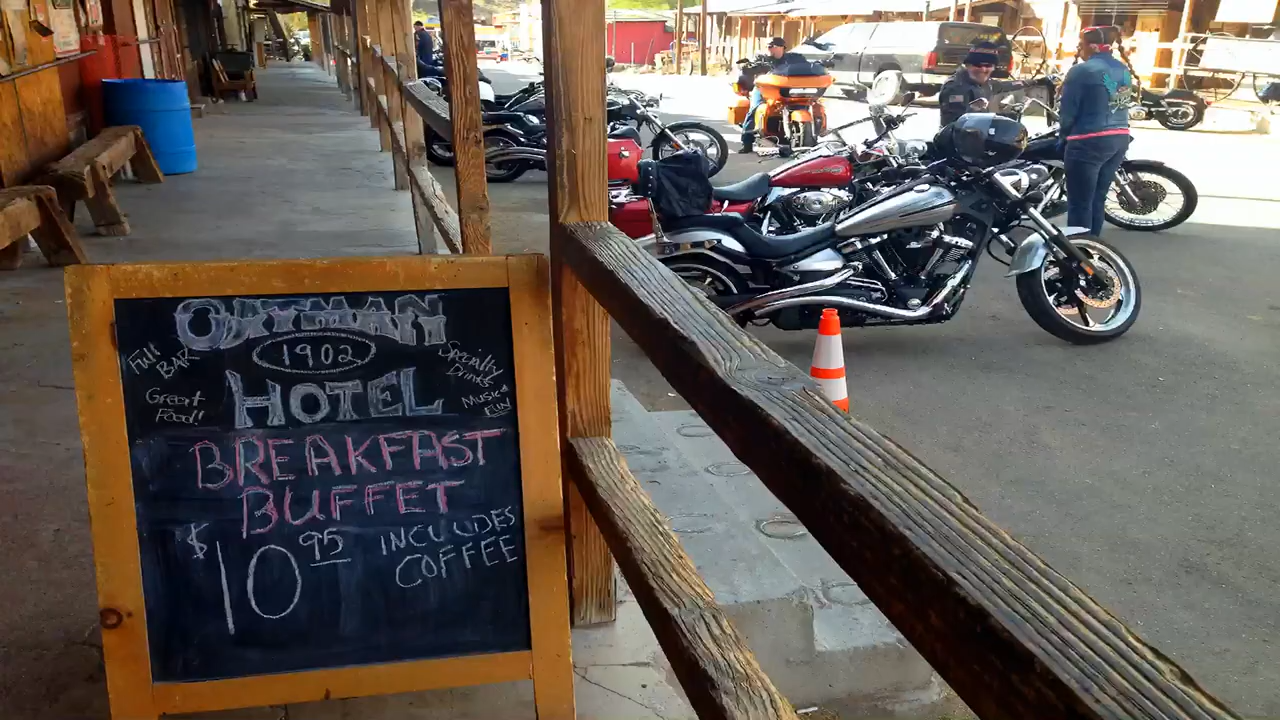 OATMAN
1902
HOTEL
Full
BAR
Great
Food!
Specialty
Drinks
Music &
FUN
BREAKFAST
BUFFET
$10.95
INCLUDES
COFFEE